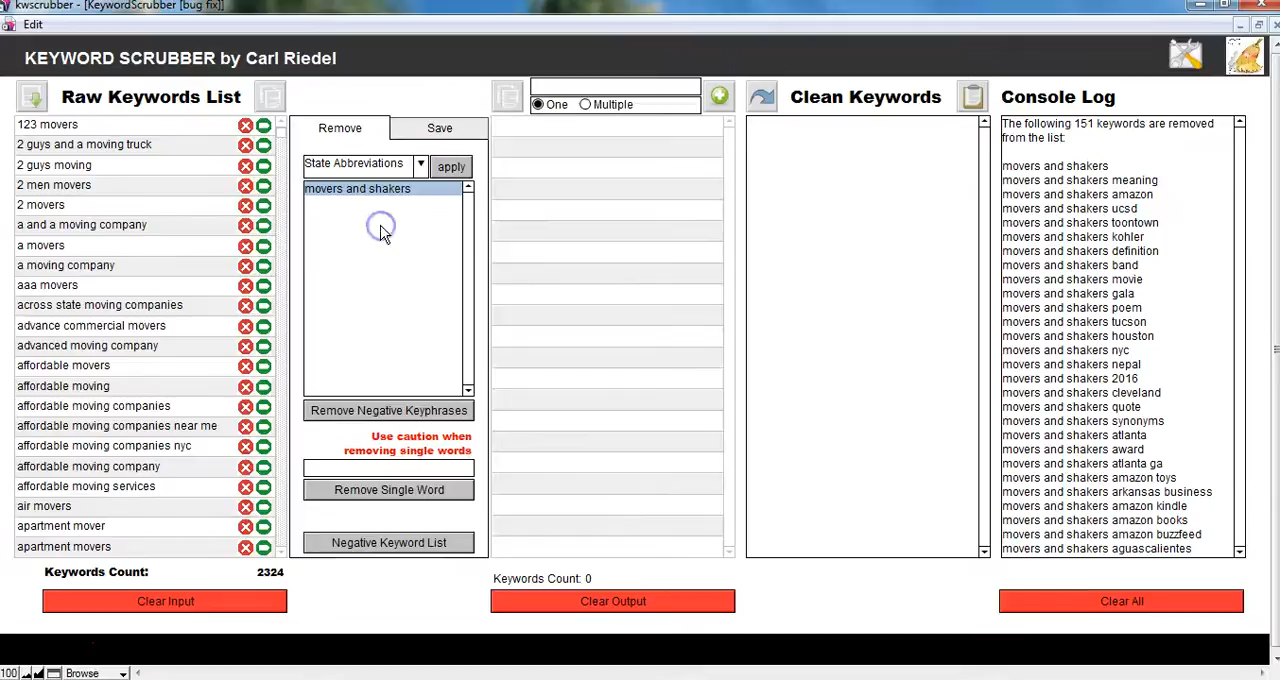 kwscrubber - [KeywordScrubber [bug fix]]
Edit
KEYWORD SCRUBBER by Carl Riedel
Raw Keywords List
One Multiple
Clean Keywords
Console Log
123 movers
2 guys and a moving truck
2 guys moving
2 men movers
2 movers
a and a moving company
a movers
a moving company
aaa movers
across state moving companies
advance commercial movers
advanced moving company
affordable movers
affordable moving
affordable moving companies
affordable moving companies near me
affordable moving companies nyc
affordable moving company
affordable moving services
air movers
apartment mover
apartment movers
Keywords Count: 2324
Clear Input
Remove Save
State Abbreviations apply
movers and shakers
Remove Negative Keyphrases
Use caution when
removing single words
Remove Single Word
Negative Keyword List
Keywords Count: 0
Clear Output
The following 151 keywords are removed
from the list:
movers and shakers
movers and shakers meaning
movers and shakers amazon
movers and shakers ucsd
movers and shakers toontown
movers and shakers kohler
movers and shakers definition
movers and shakers band
movers and shakers movie
movers and shakers gala
movers and shakers poem
movers and shakers tucson
movers and shakers houston
movers and shakers nyc
movers and shakers nepal
movers and shakers 2016
movers and shakers cleveland
movers and shakers quote
movers and shakers synonyms
movers and shakers atlanta
movers and shakers award
movers and shakers atlanta ga
movers and shakers amazon toys
movers and shakers arkansas business
movers and shakers amazon kindle
movers and shakers amazon books
movers and shakers amazon buzzfeed
movers and shakers aguascalientes
Clear All
100 Browse